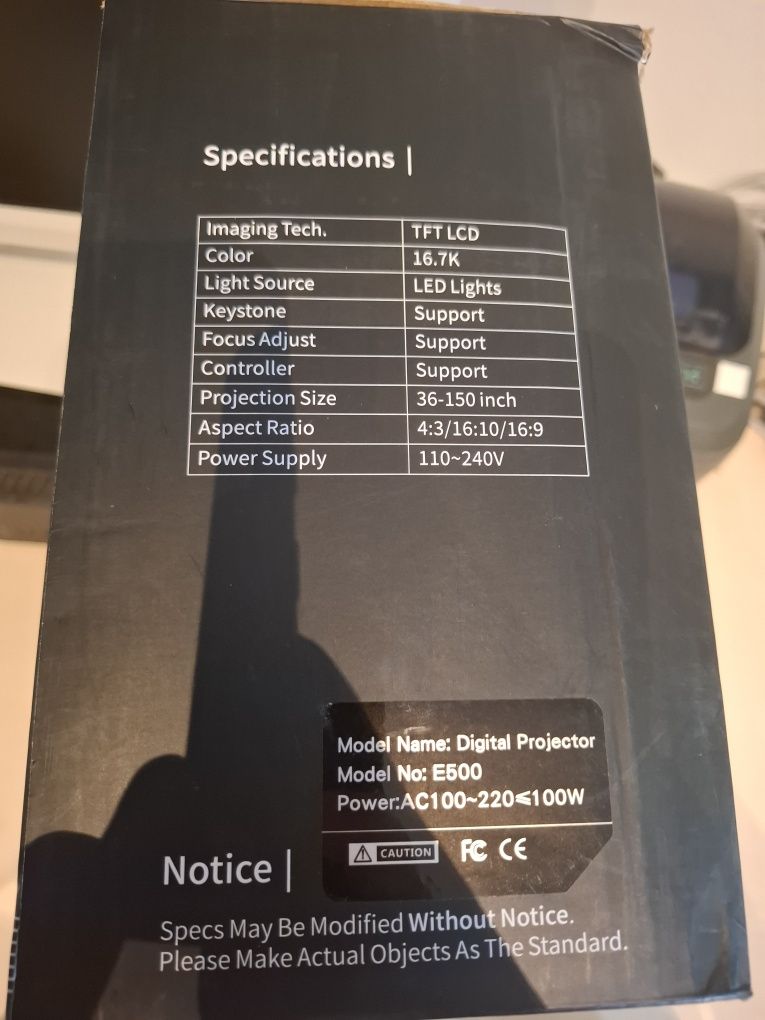 Specifications |
Imaging Tech. TFT LCD
Color 16.7K
Light Source LED Lights
Keystone Support
Focus Adjust Support
Controller Support
Projection Size 36-150 inch
Aspect Ratio 4:3/16:10/16:9
Power Supply 110~240V
Model Name: Digital Projector
Model No: E500
Power:AC100~220≤100W
CAUTION FC CE
Notice |
Specs May Be Modified Without Notice.
Please Make Actual Objects As The Standard.